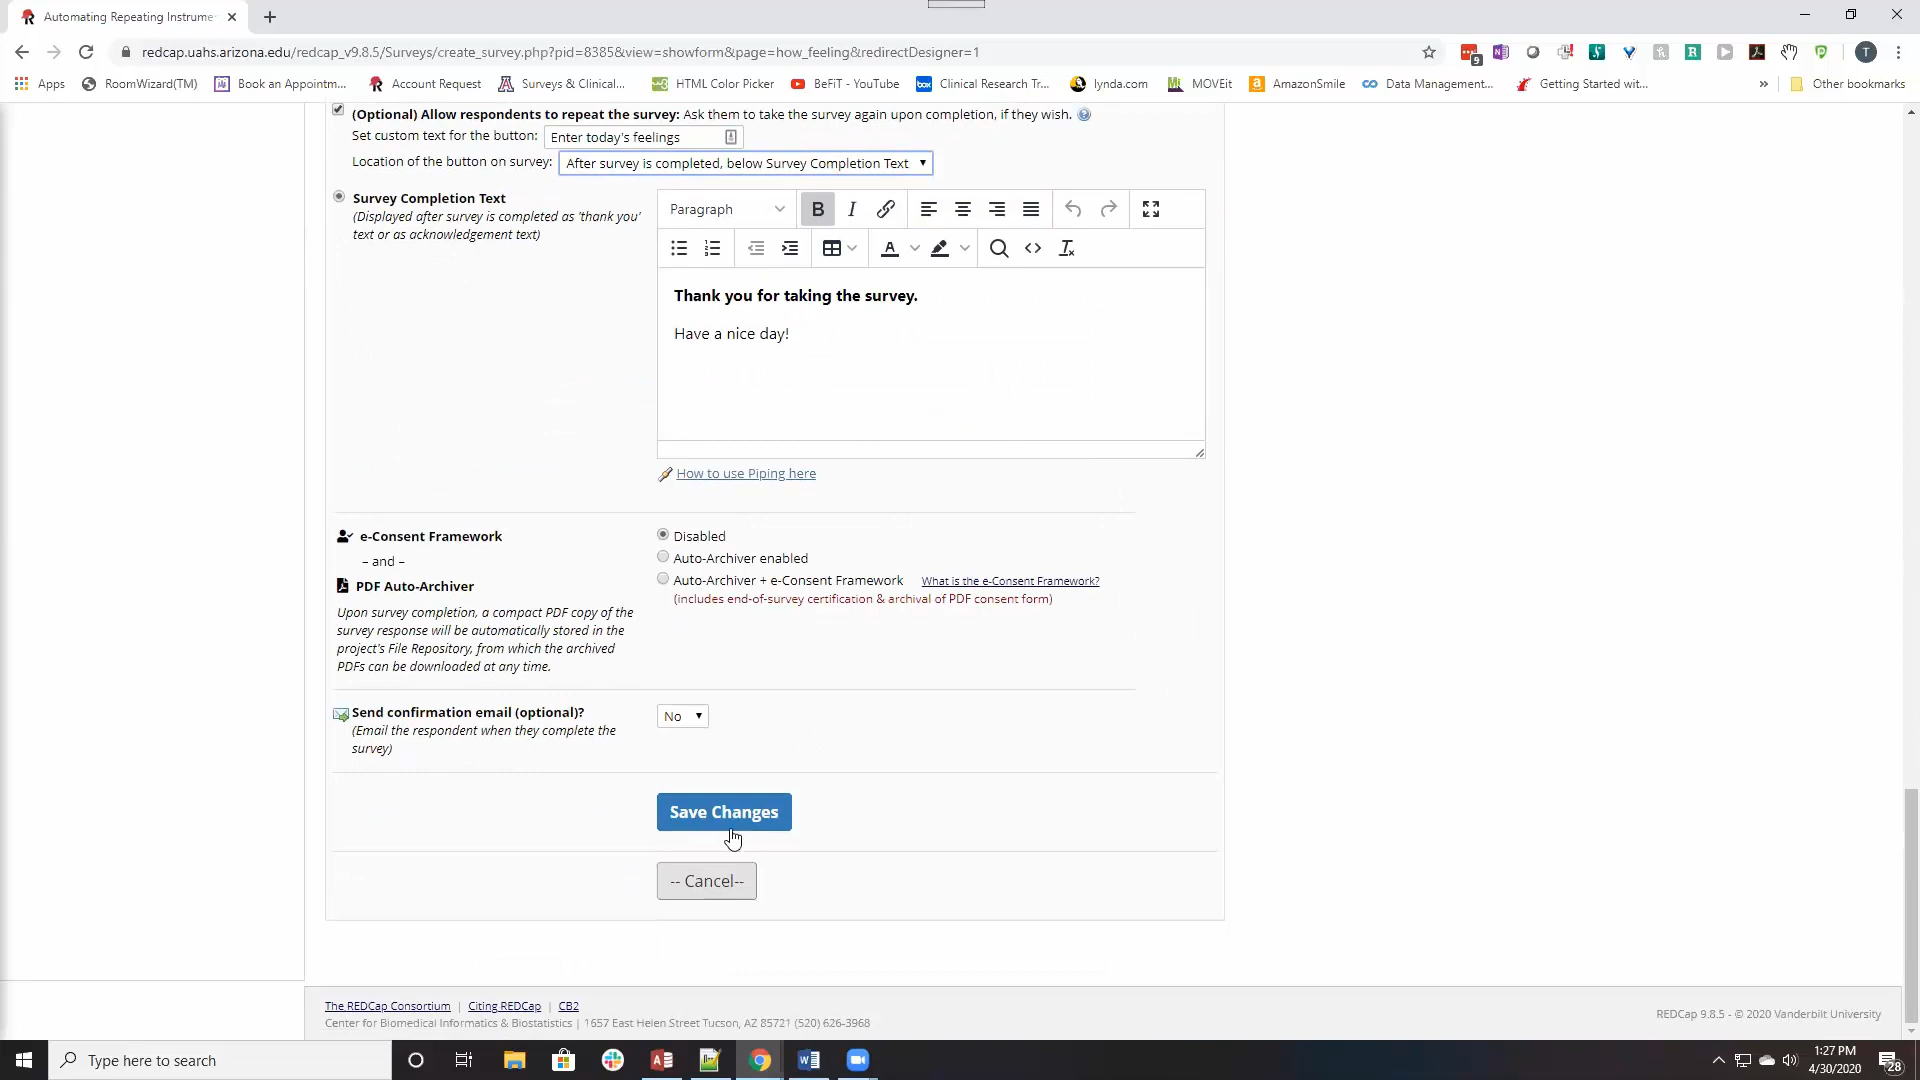 Automating Repeating Instrume
redcap.uahs.arizona.edu/redcap_v9.8.5/Surveys/create_survey.php?pid=8385&view=showform&page=how_feeling&redirectDesigner=1
9
T
Apps
RoomWizard(TM)
Book an Appointm...
Account Request
Surveys & Clinical...
HTML Color Picker
BeFiT - YouTube
Clinical Research Tr...
lynda.com
MOVEit
AmazonSmile
Data Management...
Getting Started wit...
»
Other bookmarks
(Optional) Allow respondents to repeat the survey: Ask them to take the survey again upon completion, if they wish.
Set custom text for the button: Enter today's feelings
Location of the button on survey: After survey is completed, below Survey Completion Text
Survey Completion Text
(Displayed after survey is completed as 'thank you'
text or as acknowledgement text)
Paragraph
B I
A
Thank you for taking the survey.
Have a nice day!
How to use Piping here
e-Consent Framework
– and –
PDF Auto-Archiver
Upon survey completion, a compact PDF copy of the
survey response will be automatically stored in the
project's File Repository, from which the archived
PDFs can be downloaded at any time.
Disabled
Auto-Archiver enabled
Auto-Archiver + e-Consent Framework What is the e-Consent Framework?
(includes end-of-survey certification & archival of PDF consent form)
Send confirmation email (optional)?
(Email the respondent when they complete the
survey)
No
Save Changes
-- Cancel--
The REDCap Consortium | Citing REDCap | CB2
Center for Biomedical Informatics & Biostatistics | 1657 East Helen Street Tucson, AZ 85721 (520) 626-3968
REDCap 9.8.5 - © 2020 Vanderbilt University
Type here to search
1:27 PM
4/30/2020
28